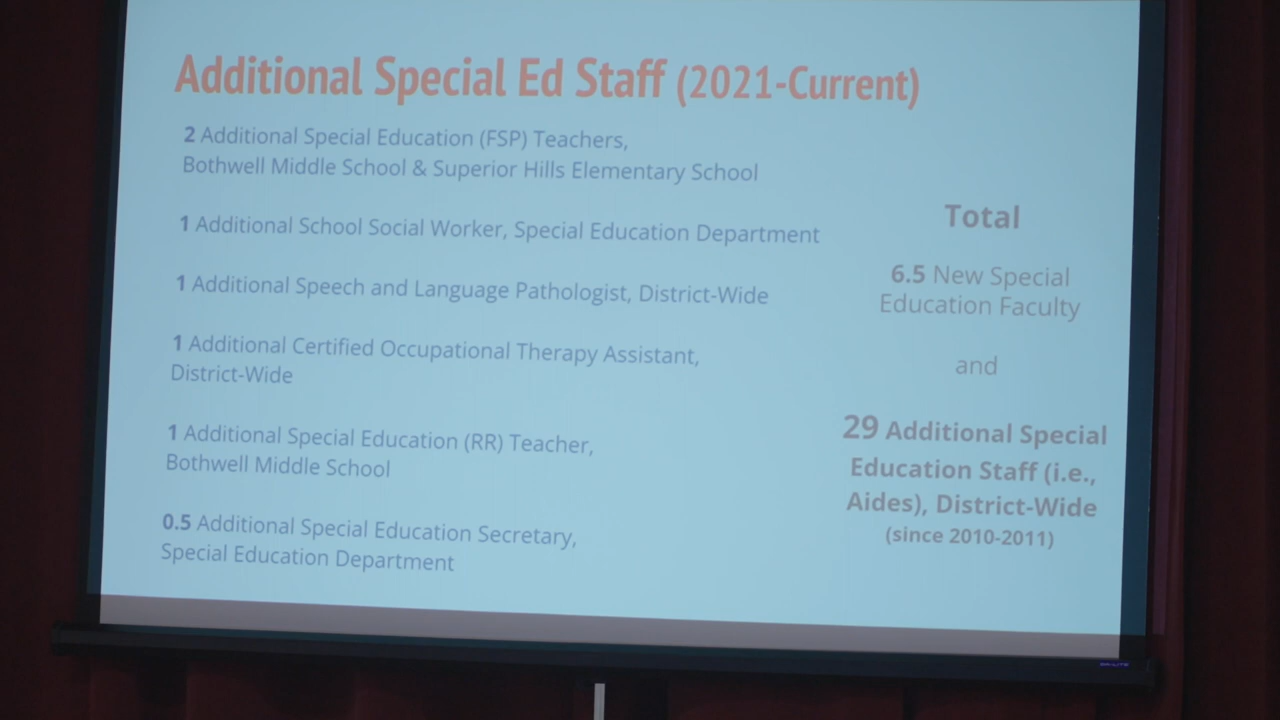 Additional Special Ed Staff (2021-Current)
2 Additional Special Education (FSP) Teachers,
Bothwell Middle School & Superior Hills Elementary School
1 Additional School Social Worker, Special Education Department
1 Additional Speech and Language Pathologist, District-Wide
1 Additional Certified Occupational Therapy Assistant,
District-Wide
1 Additional Special Education (RR) Teacher,
Bothwell Middle School
0.5 Additional Special Education Secretary,
Special Education Department
Total
6.5 New Special
Education Faculty
and
29 Additional Special
Education Staff (i.e.,
Aides), District-Wide
(since 2010-2011)
DA-LITE